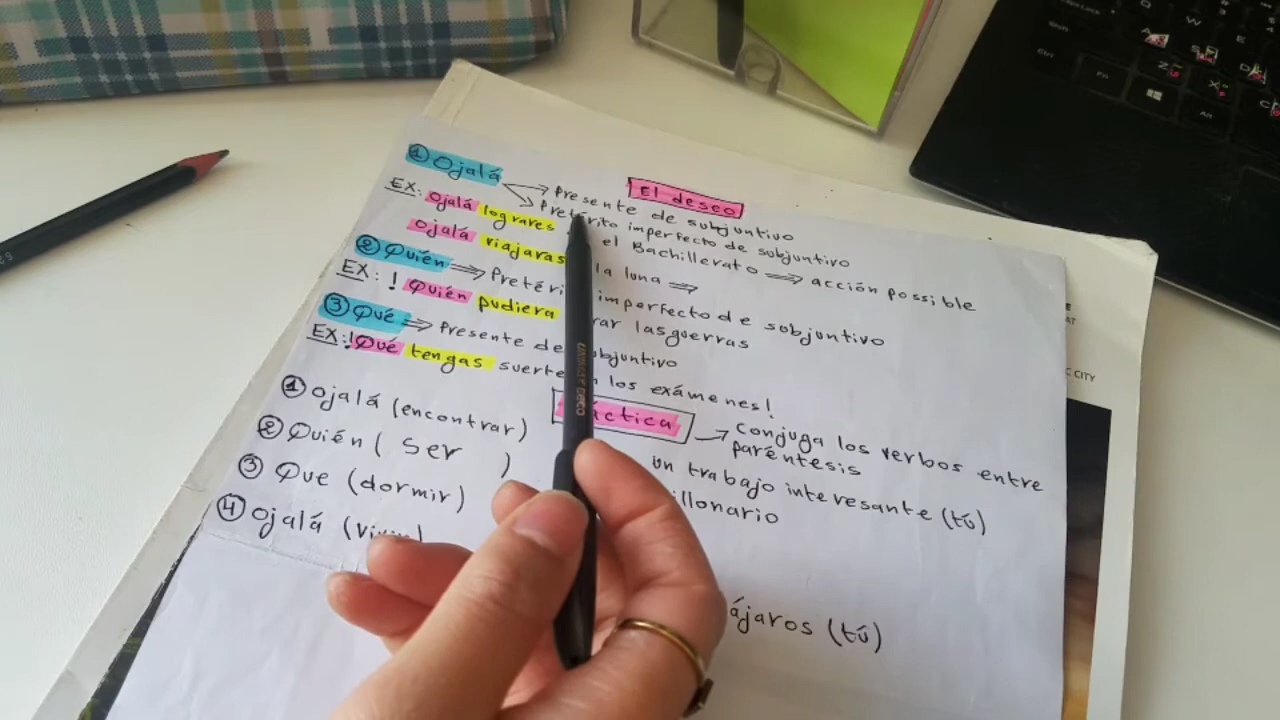 El deseo
① Ojalá → Presente de subjuntivo
→ Pretérito imperfecto de subjuntivo
EX: Ojalá lograres el Bachillerato ⇒ acción possible
Ojalá viajaras la luna ⇒
② Quién ⇒ Pretéri imperfecto de subjuntivo
EX: ! Quién pudiera rar las guerras
③ Qué ⇒ Presente de subjuntivo
EX: ! Qué tengas suerte los exámenes!
áctica → Conjuga los verbos entre
paréntesis
① Ojalá (encontrar) un trabajo interesante (tú)
② Quién ( ser ) illonario
③ Que (dormir)
④ Ojalá ájaros (tú)